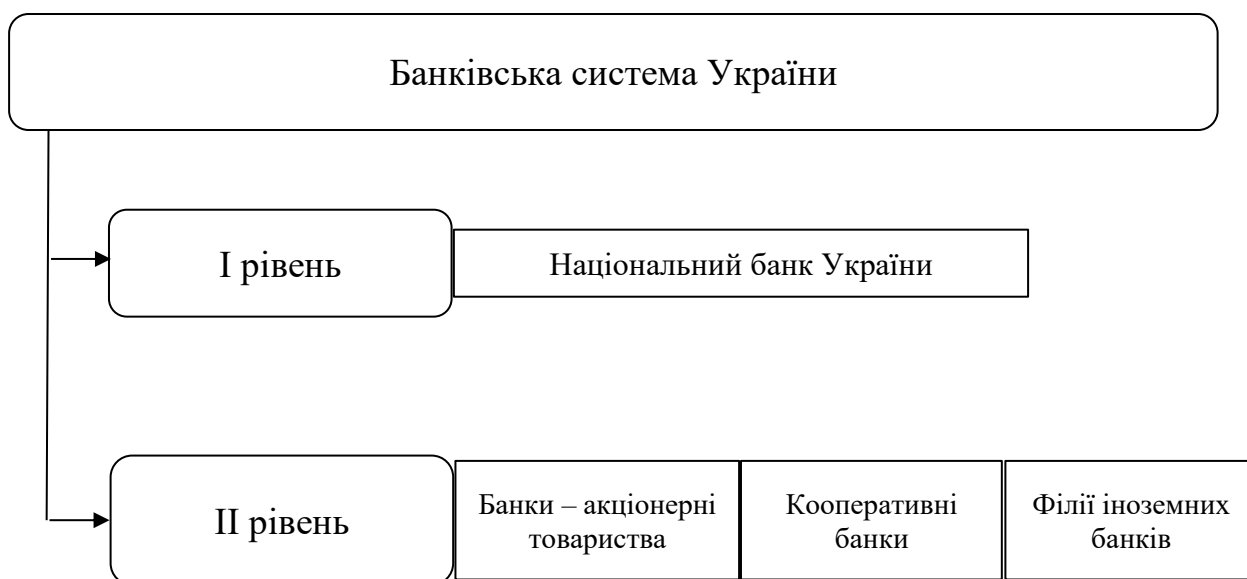 Банківська система України
І рівень
Національний банк України
ІІ рівень
Банки – акціонерні
товариства
Кооперативні
банки
Філії іноземних
банків